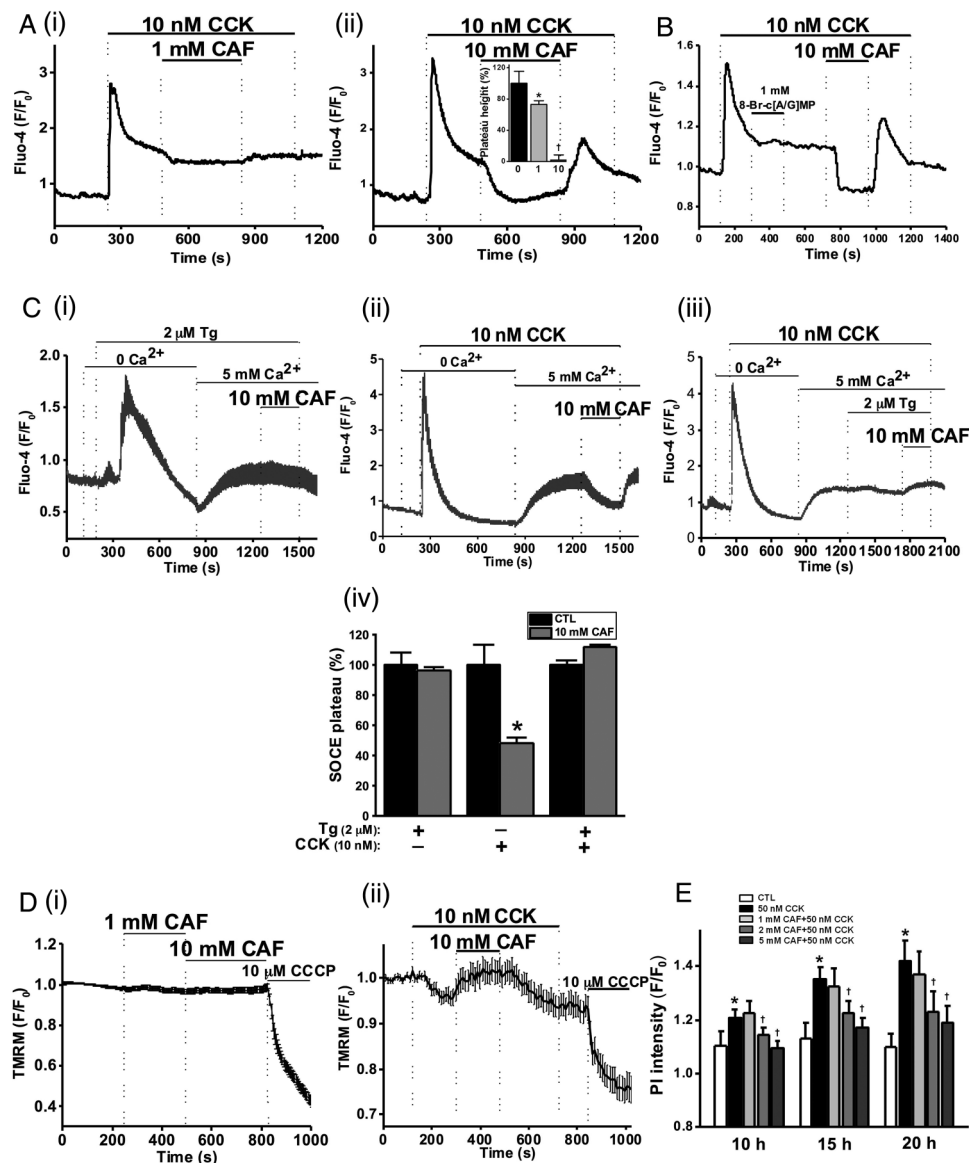 A (i)
10 nM CCK
1 mM CAF
Fluo-4 (F/F0)
3
2
1
0 300 600 900 1200
Time (s)
(ii)
10 nM CCK
10 mM CAF
Plateau height (%)
120
80
40
0
*
†
0 1 10
Fluo-4 (F/F0)
3
2
1
0 300 600 900 1200
Time (s)
B
10 nM CCK
10 mM CAF
1 mM
8-Br-c[A/G]MP
Fluo-4 (F/F0)
1.6
1.4
1.2
1.0
0.8
0 200 400 600 800 1000 1200 1400
Time (s)
C (i)
2 µM Tg
0 Ca2+
5 mM Ca2+
10 mM CAF
Fluo-4 (F/F0)
2.0
1.5
1.0
0.5
0 300 600 900 1200 1500
Time (s)
(ii)
10 nM CCK
0 Ca2+
5 mM Ca2+
10 mM CAF
Fluo-4 (F/F0)
5
4
3
2
1
0
0 300 600 900 1200 1500
Time (s)
(iii)
10 nM CCK
0 Ca2+
5 mM Ca2+
2 µM Tg
10 mM CAF
Fluo-4 (F/F0)
5
4
3
2
1
0
0 300 600 900 1200 1500 1800 2100
Time (s)
(iv)
CTL
10 mM CAF
SOCE plateau (%)
120
100
80
60
40
20
0
*
Tg (2 µM): + − +
CCK (10 nM): − + +
D (i)
1 mM CAF
10 mM CAF
10 µM CCCP
TMRM (F/F0)
1.2
1.0
0.8
0.6
0.4
0 200 400 600 800 1000
Time (s)
(ii)
10 nM CCK
10 mM CAF
10 µM CCCP
TMRM (F/F0)
1.0
0.9
0.8
0.7
0 200 400 600 800 1000
Time (s)
E
CTL
50 nM CCK
1 mM CAF+50 nM CCK
2 mM CAF+50 nM CCK
5 mM CAF+50 nM CCK
PI intensity (F/F0)
1.4
1.2
1.0
0.8
* † †
* † †
* † †
10 h 15 h 20 h